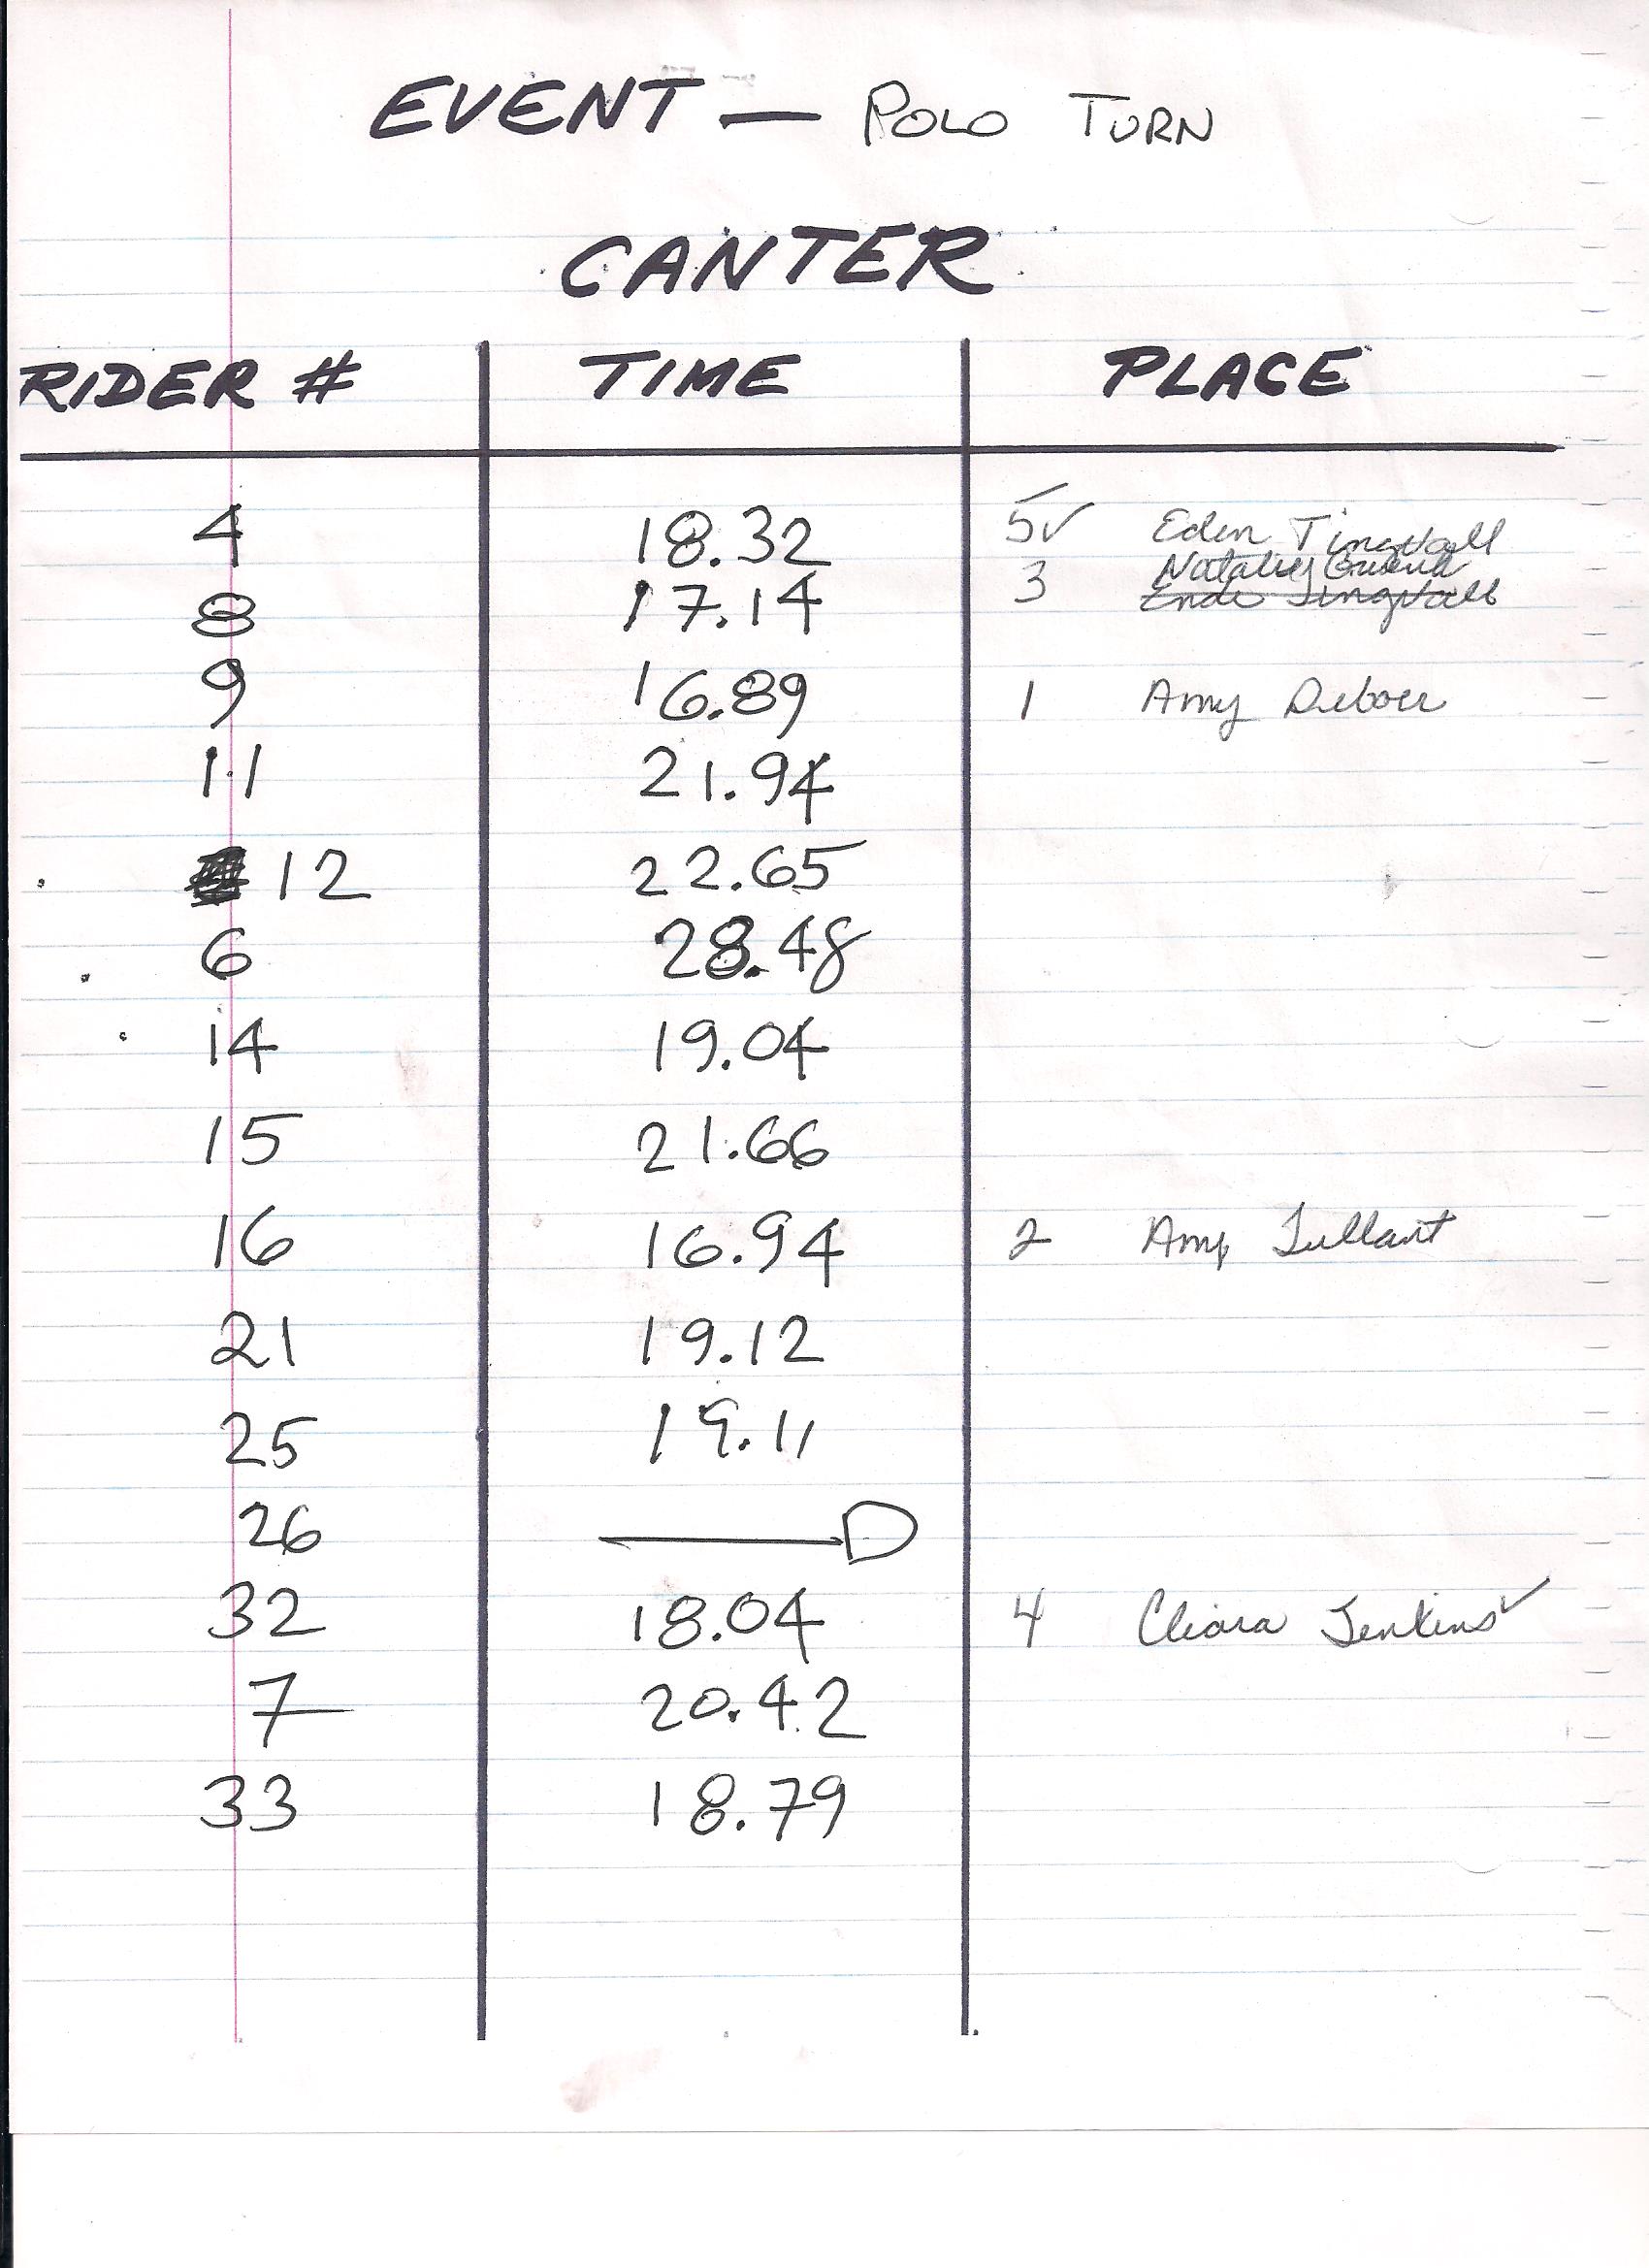 EVENT — POLO TURN
CANTER
RIDER # TIME PLACE
4 18.32 5✓ Eden Tingvall
8 17.14 3 Natalie
9 16.89 1 Amy Deboer
11 21.94
12 22.65
6 28.48
14 19.04
15 21.66
16 16.94 2 Amy
21 19.12
25 19.11
26 —D
32 18.04 4 Jenkins ✓
7 20.42
33 18.79